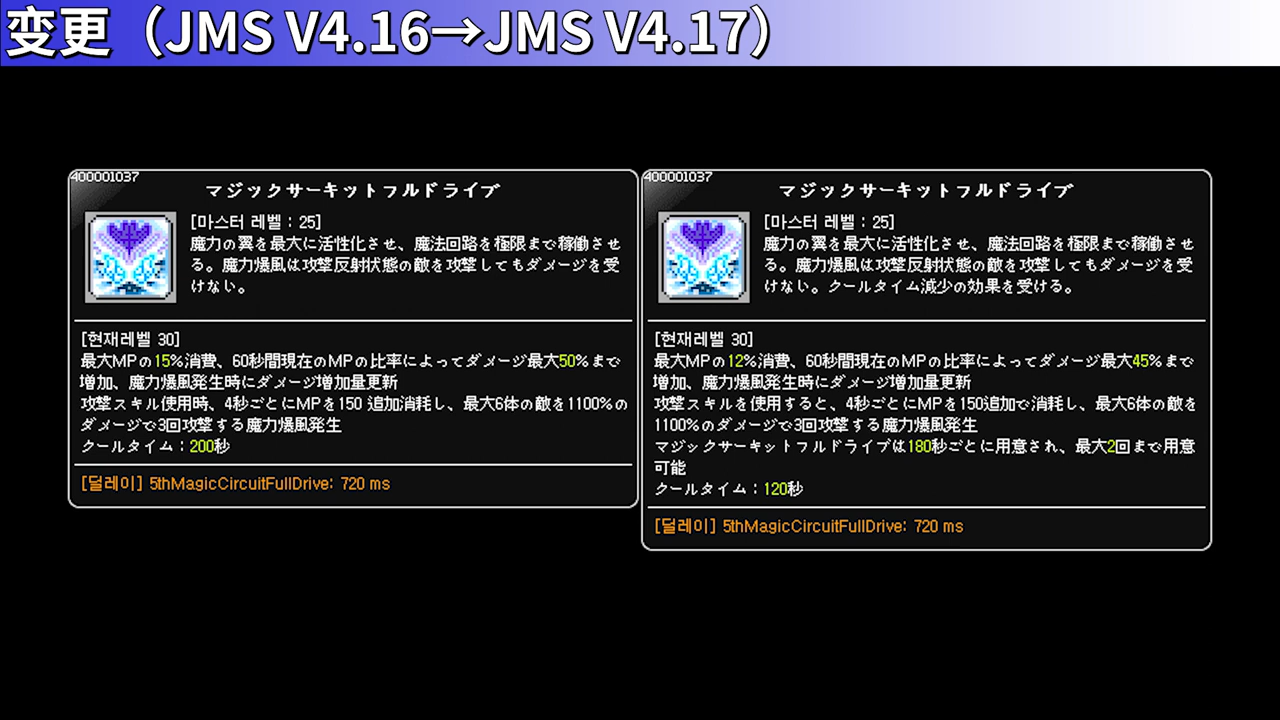 変更（JMS V4.16→JMS V4.17）
400001037
マジックサーキットフルドライブ
[마스터 레벨 : 25]
魔力の翼を最大に活性化させ、魔法回路を極限まで稼働させ
る。魔力爆風は攻撃反射状態の敵を攻撃してもダメージを受
けない。
[현재레벨 30]
最大MPの15%消費、60秒間現在のMPの比率によってダメージ最大50%まで
増加、魔力爆風発生時にダメージ増加量更新
攻撃スキル使用時、4秒ごとにMPを150 追加消耗し、最大6体の敵を1100%の
ダメージで3回攻撃する魔力爆風発生
クールタイム：200秒
[딜레이] 5thMagicCircuitFullDrive: 720 ms
400001037
マジックサーキットフルドライブ
[마스터 레벨 : 25]
魔力の翼を最大に活性化させ、魔法回路を極限まで稼働させ
る。魔力爆風は攻撃反射状態の敵を攻撃してもダメージを受
けない。クールタイム減少の効果を受ける。
[현재레벨 30]
最大MPの12%消費、60秒間現在のMPの比率によってダメージ最大45%まで
増加、魔力爆風発生時にダメージ増加量更新
攻撃スキルを使用すると、4秒ごとにMPを150追加で消耗し、最大6体の敵を
1100%のダメージで3回攻撃する魔力爆風発生
マジックサーキットフルドライブは180秒ごとに用意され、最大2回まで用意
可能
クールタイム：120秒
[딜레이] 5thMagicCircuitFullDrive: 720 ms